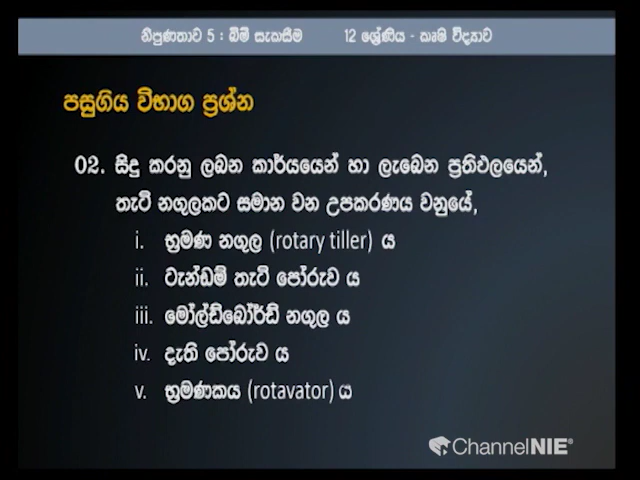 නිපුණතාව 5 : බිම් සැකසීම 12 ශ්‍රේණිය - කෘෂි විද්‍යාව
පසුගිය විභාග ප්‍රශ්න
02. සිදු කරනු ලබන කාර්යයෙන් හා ලැබෙන ප්‍රතිඵලයෙන්,
තැටි නගුලකට සමාන වන උපකරණය වනුයේ,
i. භ්‍රමණ නගුල (rotary tiller) ය
ii. ටැන්ඩම් තැටි පෝරුව ය
iii. මෝල්ඩ්බෝර්ඩ් නගුල ය
iv. දැති පෝරුව ය
v. භ්‍රමණකය (rotavator) ය
ChannelNIE®